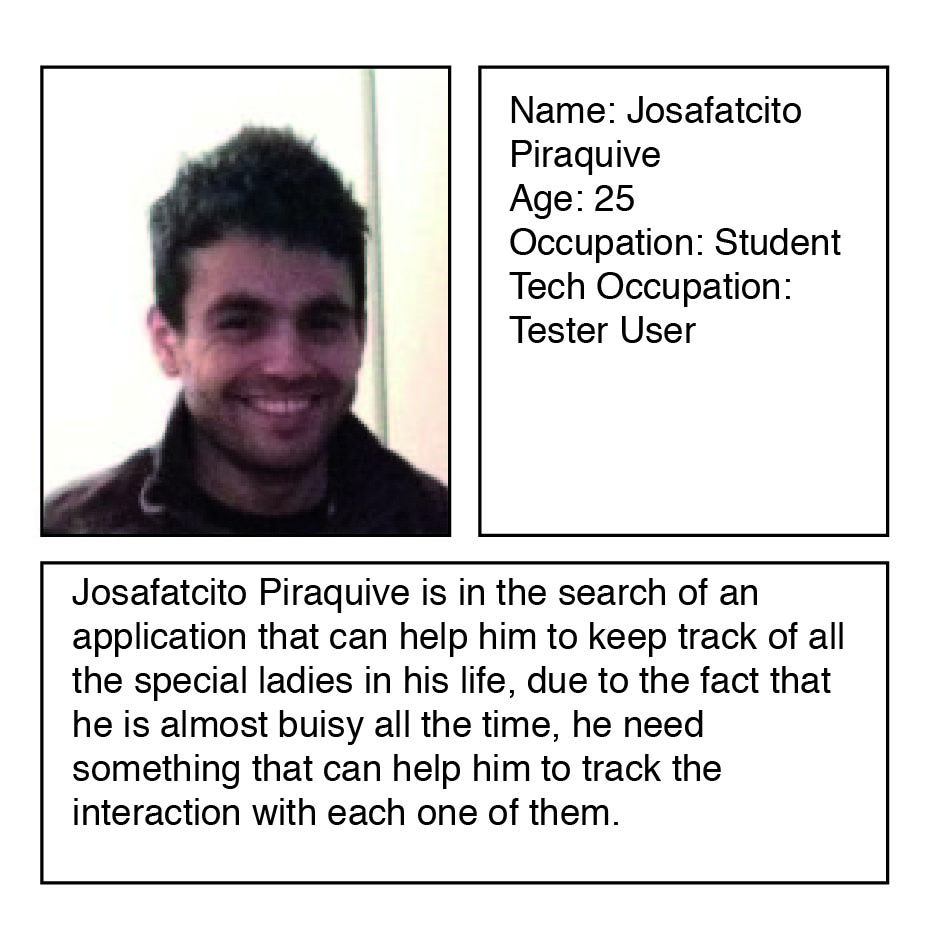 Name: Josafatcito
Piraquive
Age: 25
Occupation: Student
Tech Occupation:
Tester User
Josafatcito Piraquive is in the search of an
application that can help him to keep track of all
the special ladies in his life, due to the fact that
he is almost buisy all the time, he need
something that can help him to track the
interaction with each one of them.